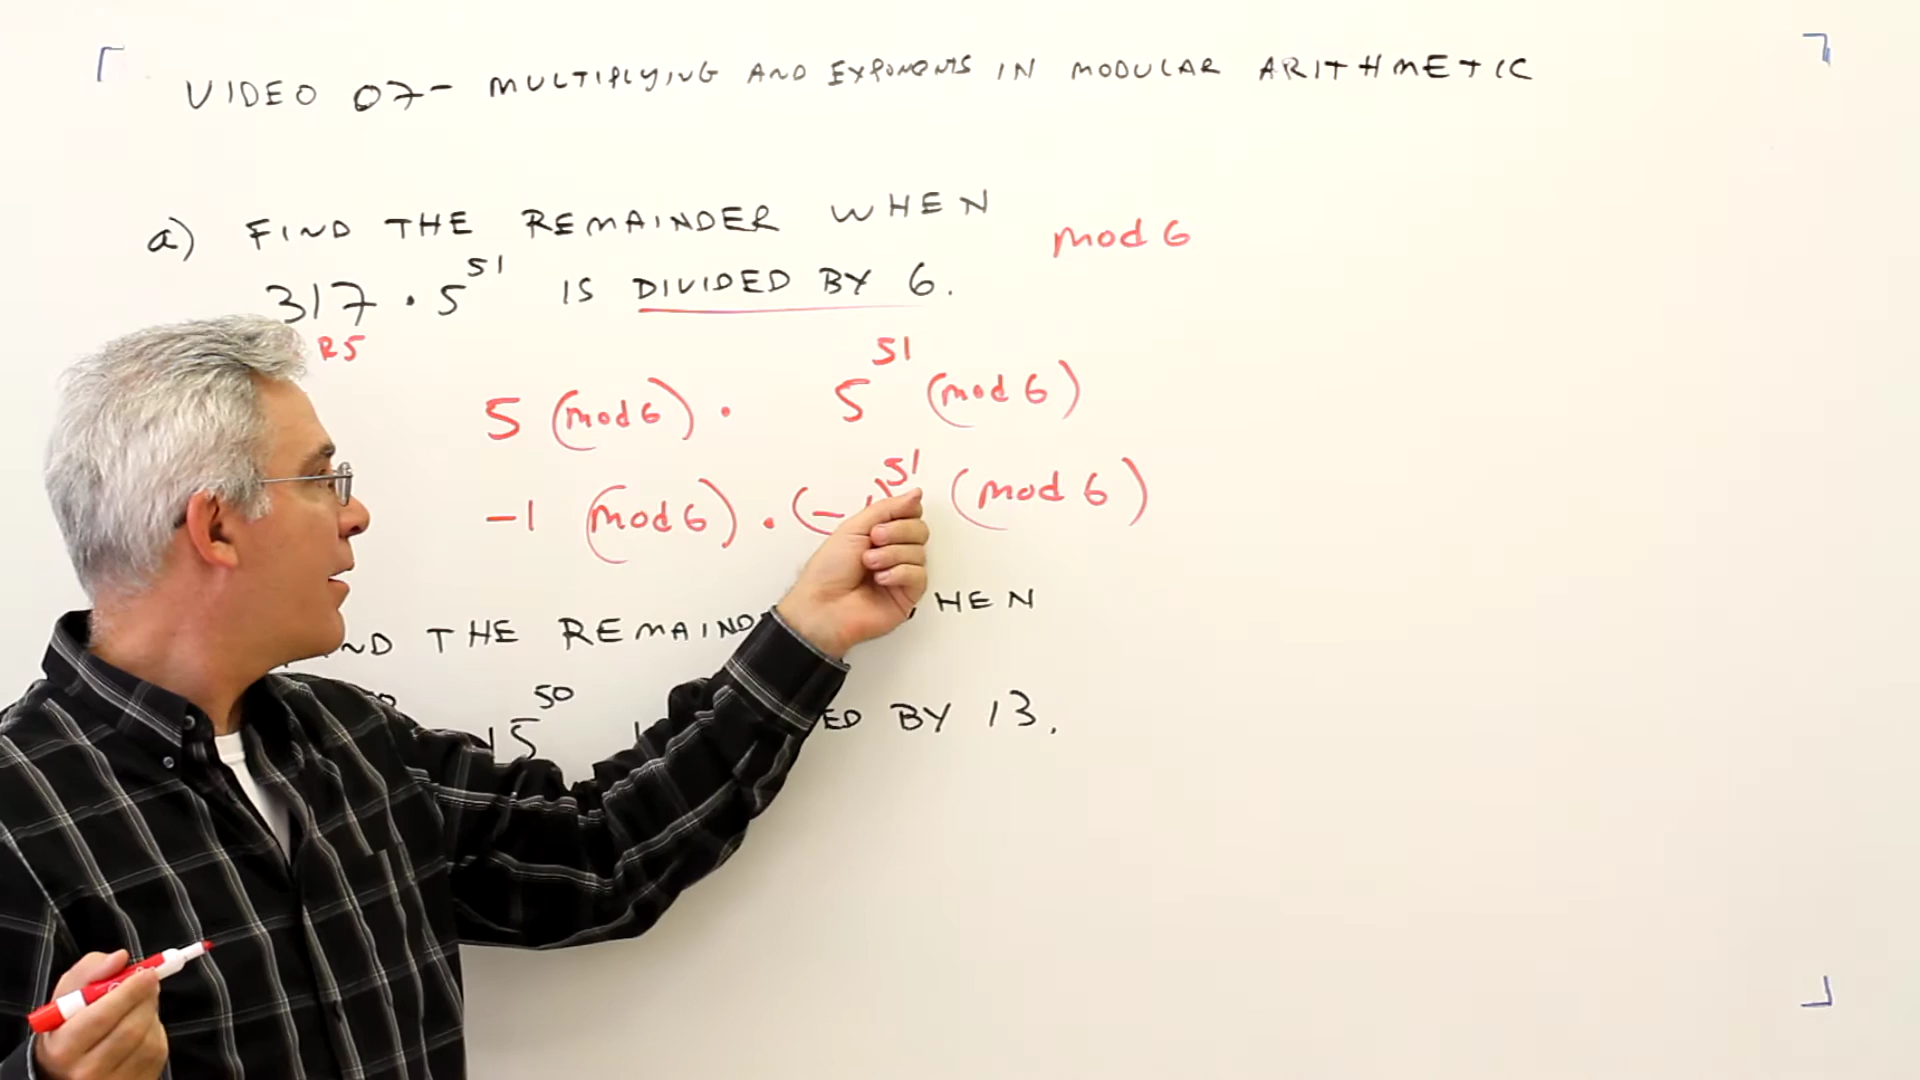 VIDEO 07- MULTIPLYING AND EXPONENTS IN MODULAR ARITHMETIC
a) FIND THE REMAINDER WHEN
mod 6
317 · 5^51 IS DIVIDED BY 6.
R5
5 (mod 6) · 5^51 (mod 6)
-1 (mod 6) · (- )^51 (mod 6)
THE HEN
50
15 BY 13.